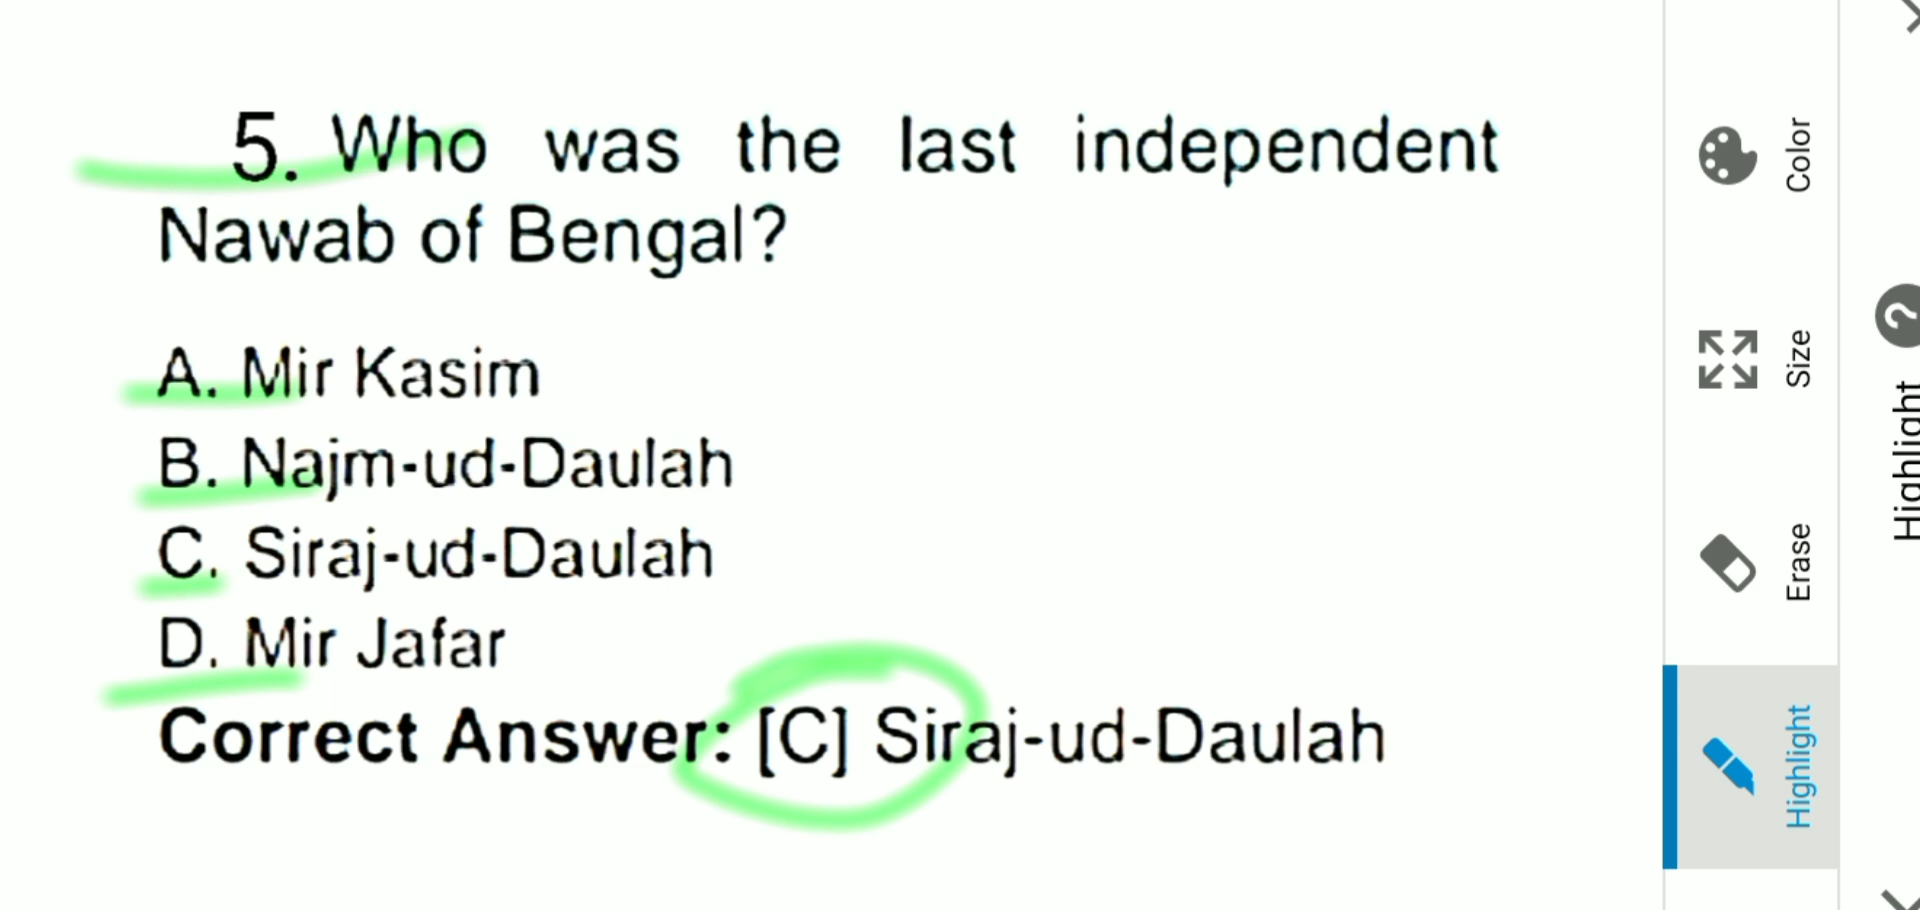 5. Who was the last independent
Nawab of Bengal?
A. Mir Kasim
B. Najm-ud-Daulah
C. Siraj-ud-Daulah
D. Mir Jafar
Correct Answer: [C] Siraj-ud-Daulah
Color
Size
Erase
Highlight
Highlight